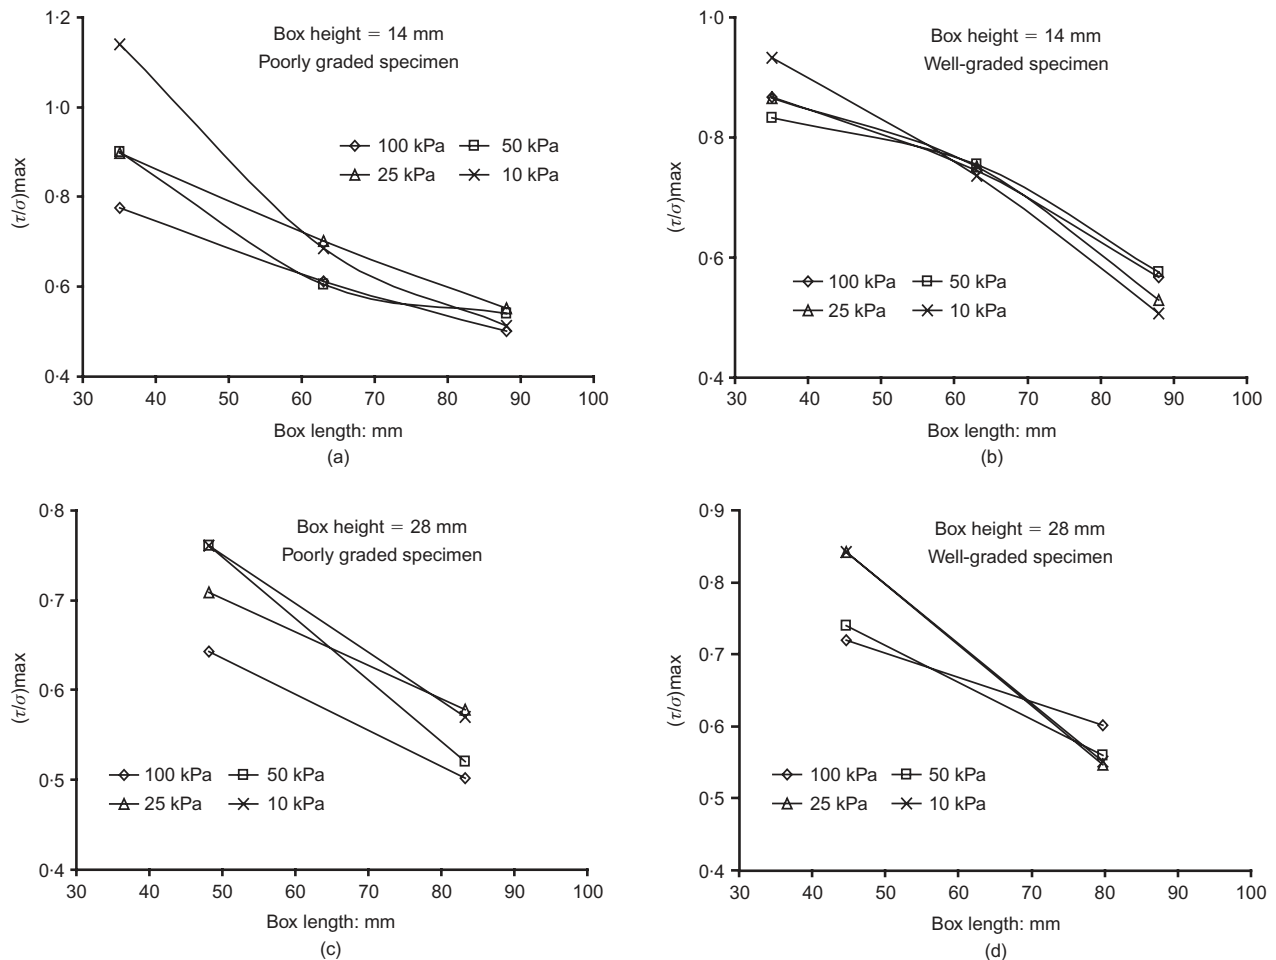 Box height = 14 mm
Poorly graded specimen
1·2
1·0
0·8
0·6
0·4
(τ/σ)max
100 kPa 50 kPa
25 kPa 10 kPa
30 40 50 60 70 80 90 100
Box length: mm
(a)
Box height = 14 mm
Well-graded specimen
1·0
0·8
0·6
0·4
(τ/σ)max
100 kPa 50 kPa
25 kPa 10 kPa
30 40 50 60 70 80 90 100
Box length: mm
(b)
Box height = 28 mm
Poorly graded specimen
0·8
0·7
0·6
0·5
0·4
(τ/σ)max
100 kPa 50 kPa
25 kPa 10 kPa
30 40 50 60 70 80 90 100
Box length: mm
(c)
Box height = 28 mm
Well-graded specimen
0·9
0·8
0·7
0·6
0·5
0·4
(τ/σ)max
100 kPa 50 kPa
25 kPa 10 kPa
30 40 50 60 70 80 90 100
Box length: mm
(d)